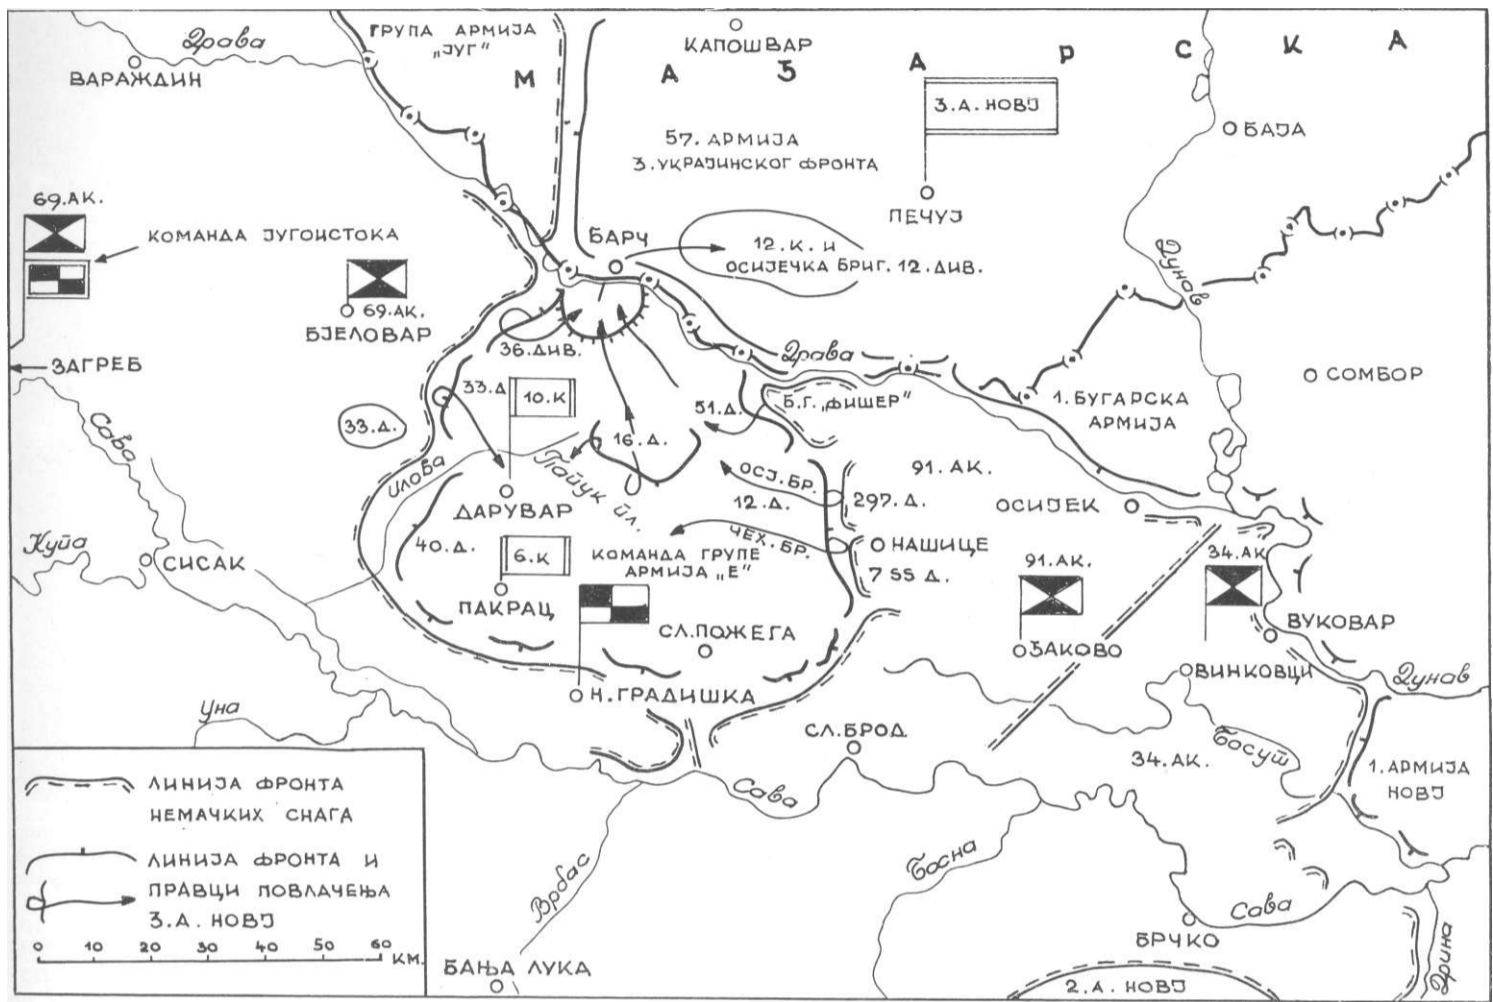 Драва
ВАРАЖДИН
ГРУПА АРМИЈА
„ЈУГ“
М А Ђ А Р С К А
КАПОШВАР
3.А. НОВЈ
57. АРМИЈА
3. УКРАЈИНСКОГ ФРОНТА
БАЈА
ПЕЧУЈ
69.АК.
КОМАНДА ЈУГОИСТОКА
БАРЧ
12.К. И
ОСИЈЕЧКА БРИГ. 12.ДИВ.
Дунав
69.АК.
БЈЕЛОВАР
ЗАГРЕБ
36.ДИВ.
Драва
СОМБОР
33.Д
10.К
51.Д.
Б.Г. „ФИШЕР“
1.БУГАРСКА
АРМИЈА
33.Д.
Сава
16.Д.
Илова
Папук пл.
ОСЈ.БР.
12.Д.
91.АК.
297.Д.
ОСИЈЕК
ДАРУВАР
40.Д.
ЧЕХ.БР.
НАШИЦЕ
7 SS Д.
Купа
СИСАК
6.К
КОМАНДА ГРУПЕ
АРМИЈА „Е“
91.АК.
34.АК
ПАКРАЦ
СЛ.ПОЖЕГА
ВУКОВАР
ЂАКОВО
ВИНКОВЦИ
Дунав
Н.ГРАДИШКА
Уна
СЛ.БРОД
Босут
34.АК.
1.АРМИЈА
НОВЈ
Сава
Врбас
Босна
Сава
БРЧКО
Дрина
БАЊА ЛУКА
2.А. НОВЈ
ЛИНИЈА ФРОНТА
НЕМАЧКИХ СНАГА
ЛИНИЈА ФРОНТА И
ПРАВЦИ ПОВЛАЧЕЊА
3.А. НОВЈ
0 10 20 30 40 50 60 КМ.